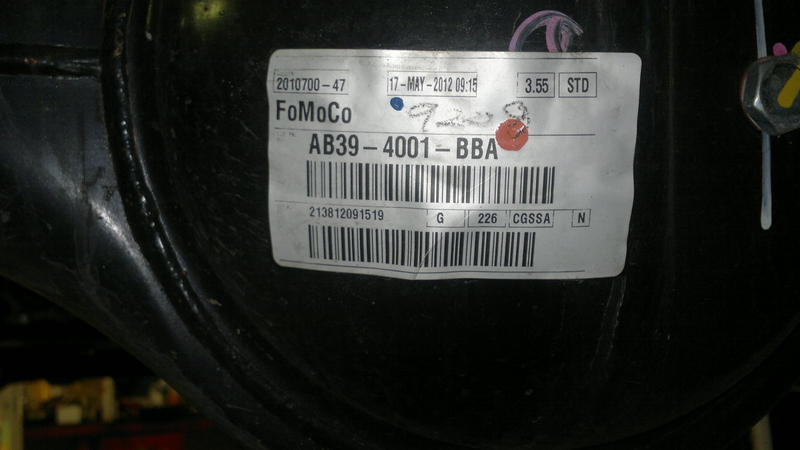 2010700-47 17-MAY-2012 09:15 3.55 STD
FoMoCo
AB39-4001-BBA
213812091519 G 226 CGSSA N